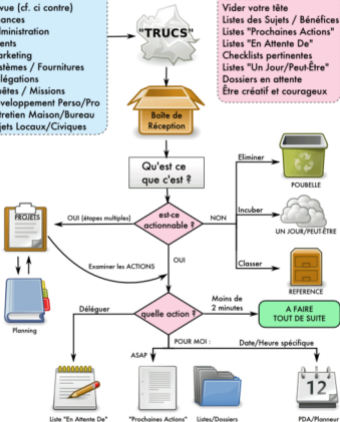 vue (cf. ci contre)
ances
ministration
ents
arketing
stèmes / Fournitures
légations
uêtes / Missions
veloppement Perso/Pro
tretien Maison/Bureau
jets Locaux/Civiques
"TRUCS"
Vider votre tête
Listes des Sujets / Bénéfices
Listes "Prochaines Actions"
Listes "En Attente De"
Checklists pertinentes
Listes "Un Jour/Peut-Être"
Dossiers en attente
Être créatif et courageux
Boite de
Réception
Qu'est ce
que c'est ?
Eliminer
POUBELLE
PROJETS
OUI (étapes multiples)
est-ce
actionnable ?
NON
Incuber
UN JOUR/PEUT-ÊTRE
Examiner les ACTIONS
OUI
Classer
REFERENCE
Planning
Déléguer
quelle action ?
Moins de
2 minutes
A FAIRE
TOUT DE SUITE
POUR MOI :
ASAP
Date/Heure spécifique
12
Liste "En Attente De"
"Prochaines Actions"
Listes/Dossiers
PDA/Planneur